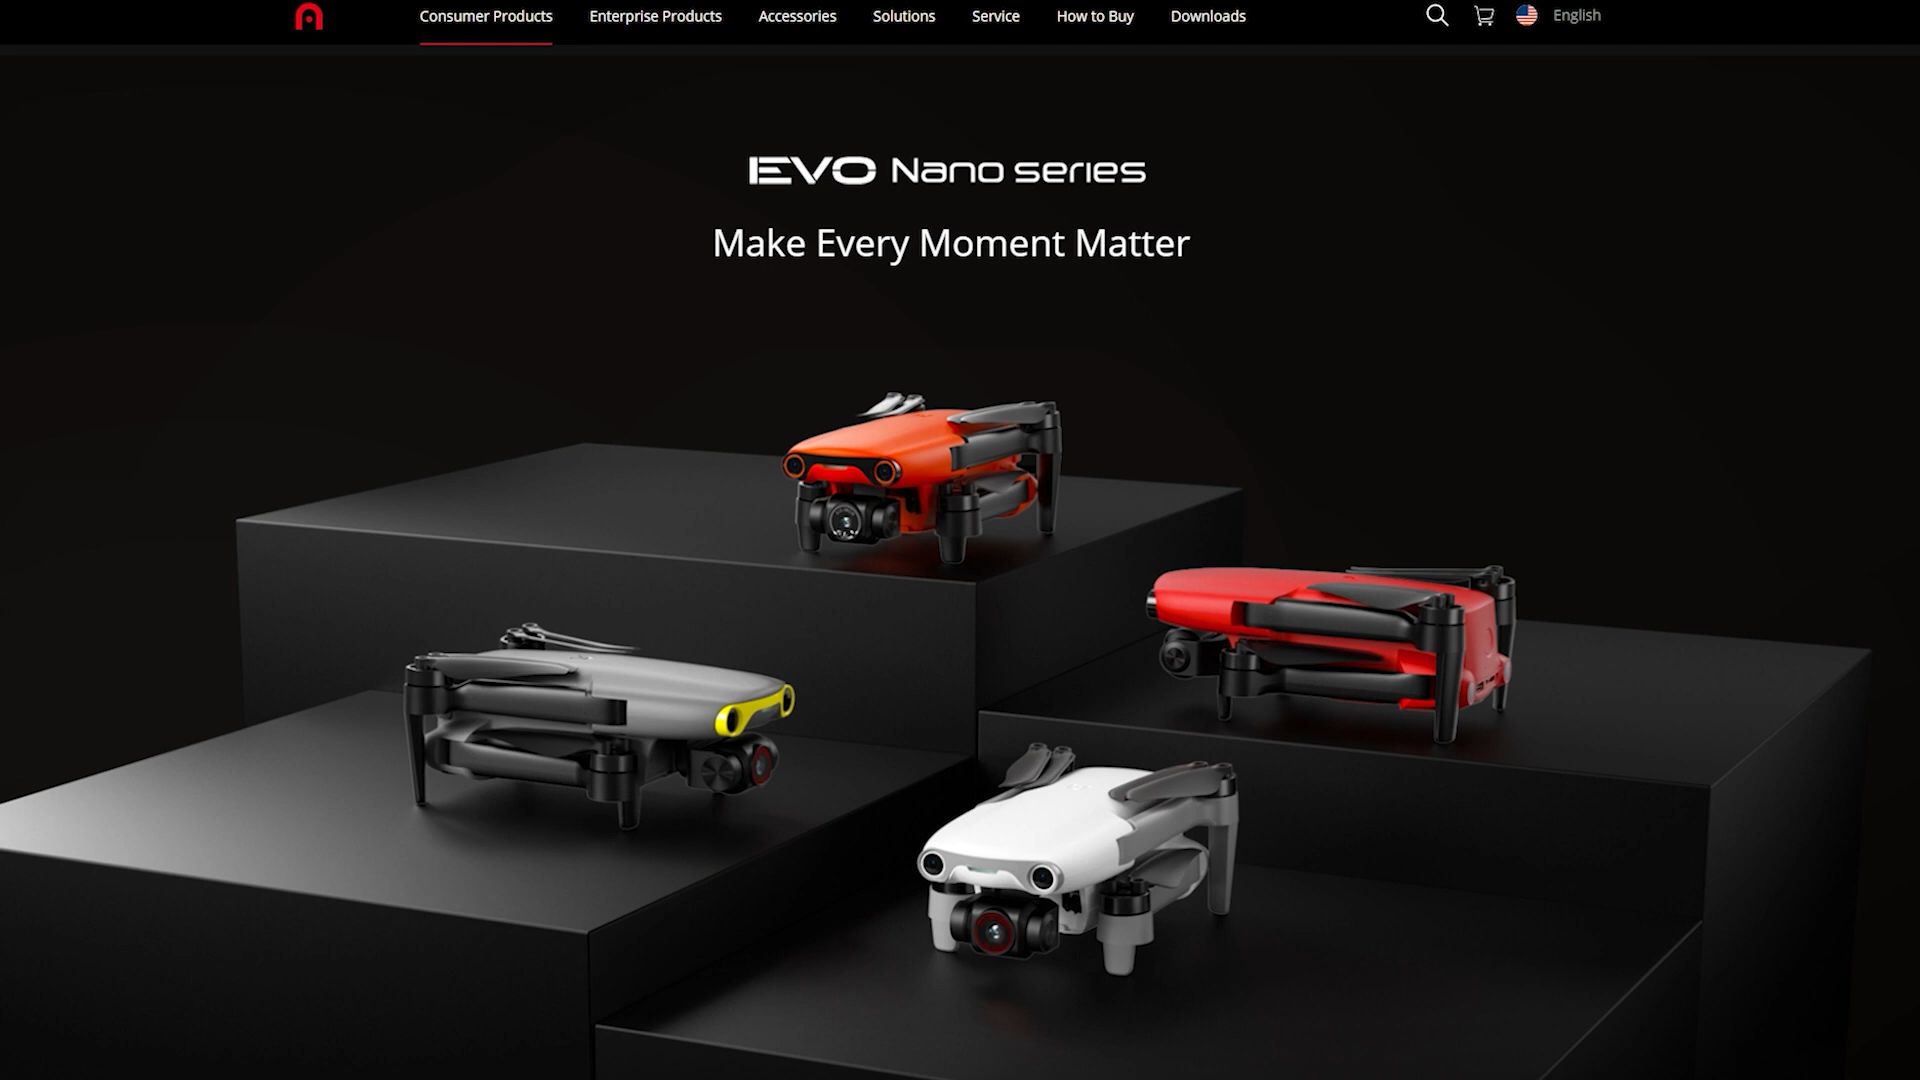 Consumer Products Enterprise Products Accessories Solutions Service How to Buy Downloads English
EVO Nano series
Make Every Moment Matter